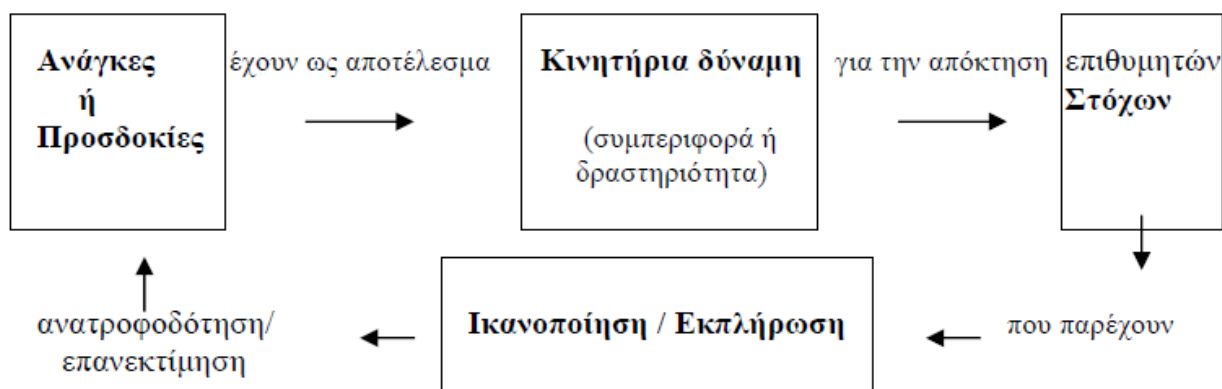 Ανάγκες
ή
Προσδοκίες
έχουν ως αποτέλεσμα
Κινητήρια δύναμη
(συμπεριφορά ή
δραστηριότητα)
για την απόκτηση
επιθυμητών
Στόχων
που παρέχουν
Ικανοποίηση / Εκπλήρωση
ανατροφοδότηση/
επανεκτίμηση